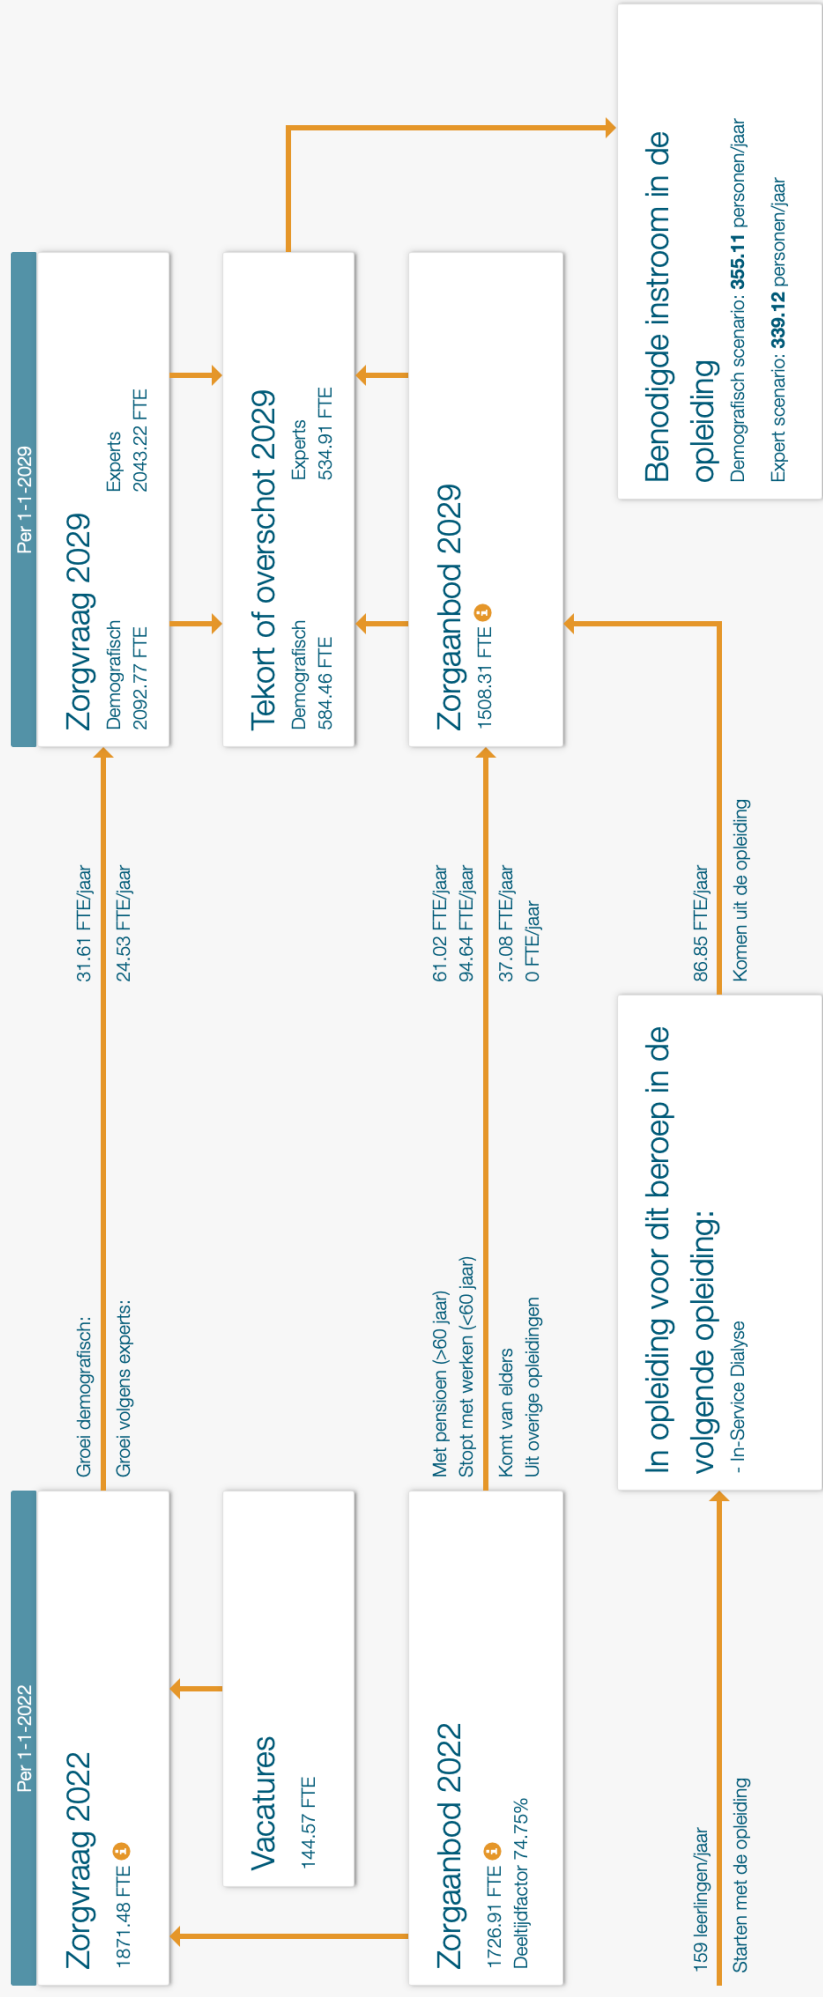 Per 1-1-2022
Per 1-1-2029
Zorgvraag 2022
1871.48 FTE
Groei demografisch:
31.61 FTE/jaar
Groei volgens experts:
24.53 FTE/jaar
Zorgvraag 2029
Demografisch
Experts
2092.77 FTE
2043.22 FTE
Vacatures
144.57 FTE
Tekort of overschot 2029
Demografisch
Experts
584.46 FTE
534.91 FTE
Zorgaanbod 2022
1726.91 FTE
Deeltijdfactor 74.75%
Met pensioen (>60 jaar)
61.02 FTE/jaar
Stopt met werken (<60 jaar)
94.64 FTE/jaar
Komt van elders
37.08 FTE/jaar
Uit overige opleidingen
0 FTE/jaar
Zorgaanbod 2029
1508.31 FTE
159 leerlingen/jaar
Starten met de opleiding
In opleiding voor dit beroep in de
volgende opleiding:
- In-Service Dialyse
86.85 FTE/jaar
Komen uit de opleiding
Benodigde instroom in de
opleiding
Demografisch scenario: 355.11 personen/jaar
Expert scenario: 339.12 personen/jaar